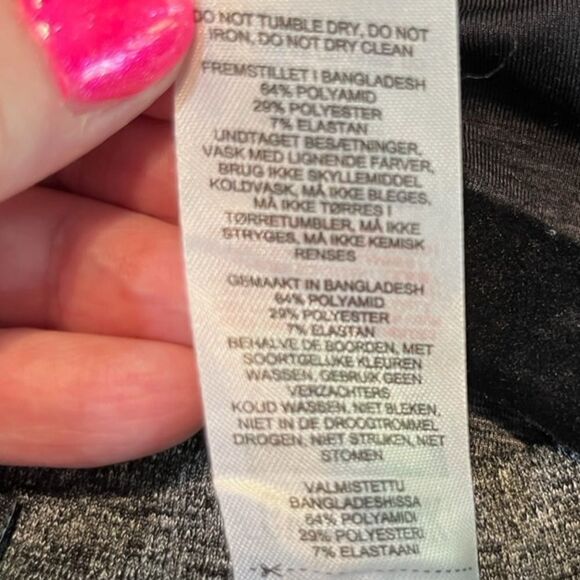 DO NOT TUMBLE DRY, DO NOT
IRON, DO NOT DRY CLEAN
FREMSTILLET I BANGLADESH
64% POLYAMID
29% POLYESTER
7% ELASTAN
UNDTAGET BESÆTNINGER,
VASK MED LIGNENDE FARVER,
BRUG IKKE SKYLLEMIDDEL
KOLDVASK, MÅ IKKE BLEGES,
MÅ IKKE TØRRES I
TØRRETUMBLER, MÅ IKKE
STRYGES, MÅ IKKE KEMISK
RENSES
GEMAAKT IN BANGLADESH
64% POLYAMID
29% POLYESTER
7% ELASTAN
BEHALVE DE BOORDEN, MET
SOORTGELIJKE KLEUREN
WASSEN, GEBRUIK GEEN
VERZACHTERS
KOUD WASSEN, NIET BLEKEN,
NIET IN DE DROOGTROMMEL
DROGEN, NIET STRIJKEN, NIET
STOMEN
VALMISTETTU
BANGLADESHISSA
64% POLYAMIDI
29% POLYESTERI
7% ELASTAANI